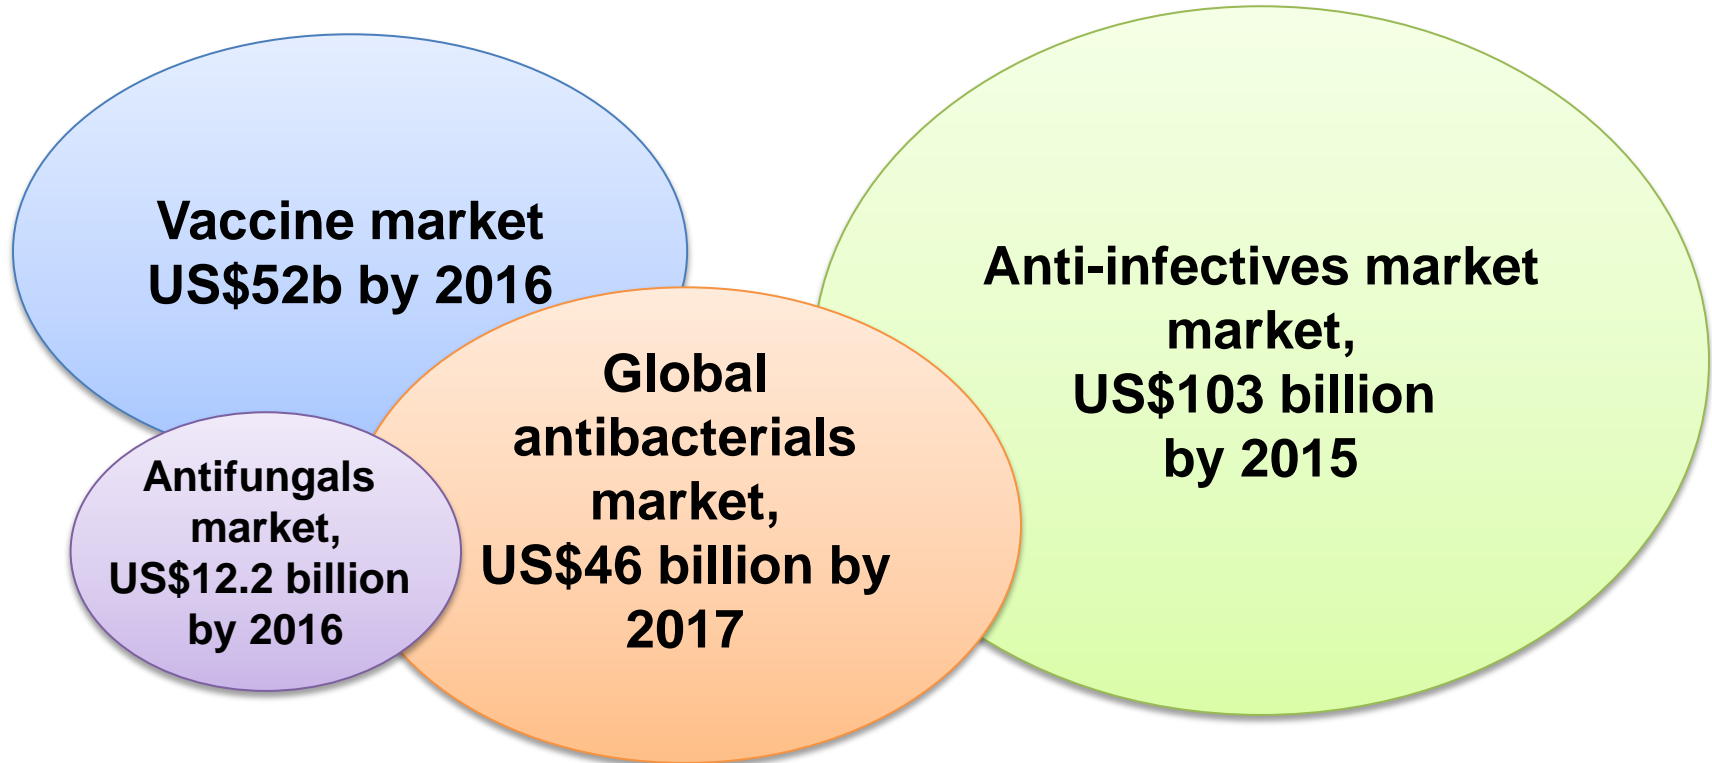 Vaccine market
US$52b by 2016
Anti-infectives market
market,
US$103 billion
by 2015
Global
antibacterials
market,
US$46 billion by
2017
Antifungals
market,
US$12.2 billion
by 2016